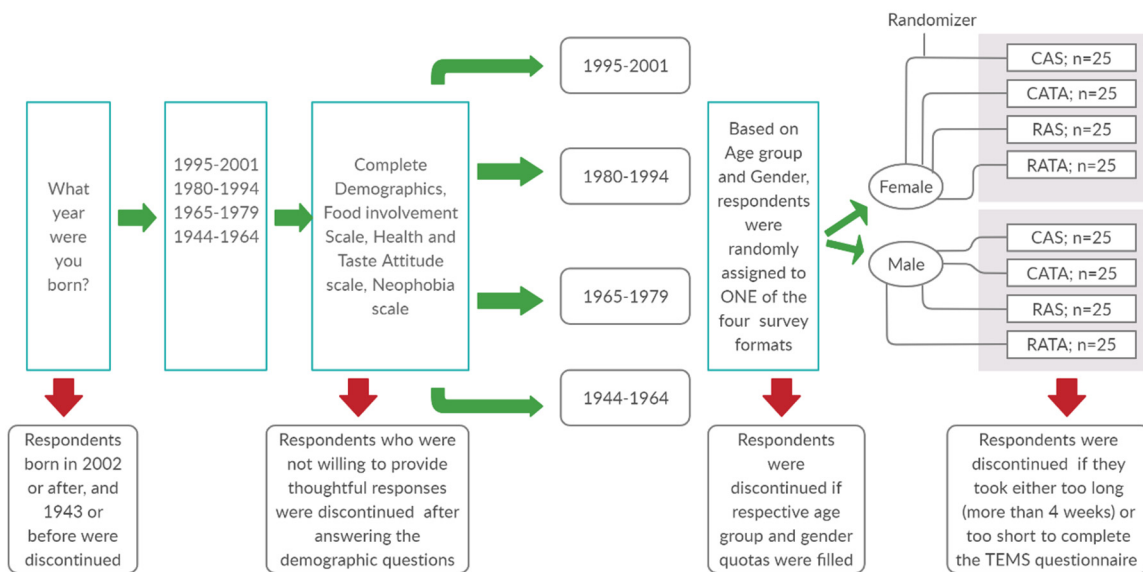 What
year
were
you
born?
1995-2001
1980-1994
1965-1979
1944-1964
Complete
Demographics,
Food involvement
Scale, Health and
Taste Attitude
scale, Neophobia
scale
1995-2001
1980-1994
1965-1979
1944-1964
Based on
Age group
and Gender,
respondents
were
randomly
assigned to
ONE of the
four survey
formats
Randomizer
Female
CAS; n=25
CATA; n=25
RAS; n=25
RATA; n=25
Male
CAS; n=25
CATA; n=25
RAS; n=25
RATA; n=25
Respondents
born in 2002
or after, and
1943 or
before were
discontinued
Respondents who were
not willing to provide
thoughtful responses
were discontinued after
answering the
demographic questions
Respondents
were
discontinued if
respective age
group and gender
quotas were filled
Respondents were
discontinued if they
took either too long
(more than 4 weeks) or
too short to complete
the TEMS questionnaire